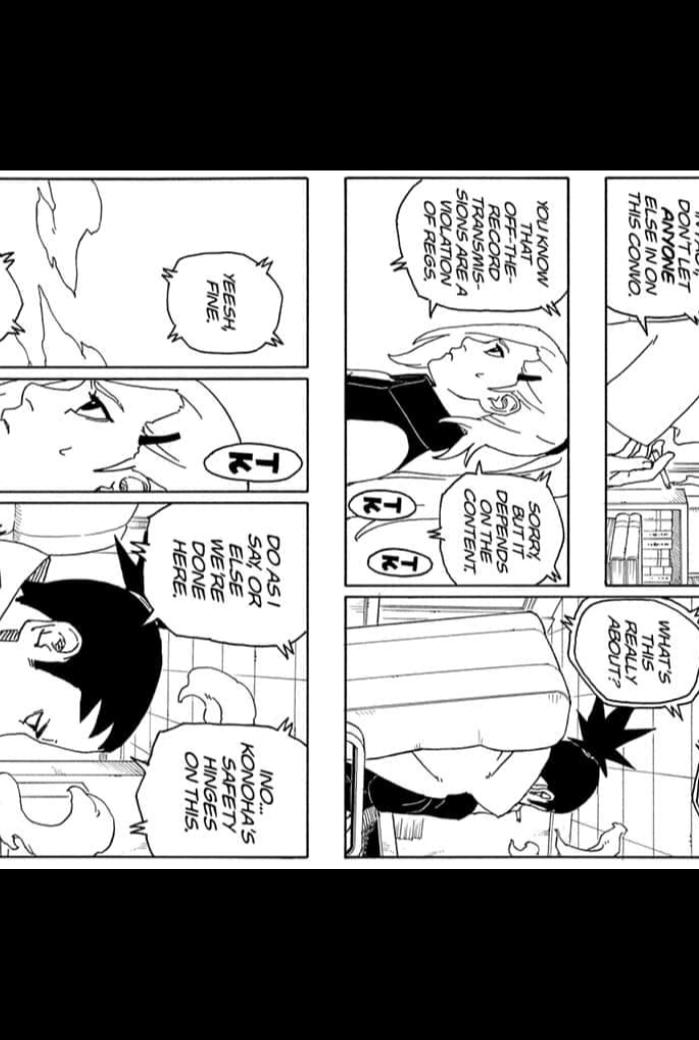 WHAT'S
THIS
REALLY
ABOUT?
DON'T LET
ANYONE
ELSE IN ON
THIS CONVO.
SORRY,
BUT IT
DEPENDS
ON THE
CONTENT.
YOU KNOW
THAT
OFF-THE-
RECORD
TRANSMIS-
SIONS ARE A
VIOLATION
OF REGS.
TK
TK
INO...
KONOHA'S
SAFETY
HINGES
ON THIS.
DO AS I
SAY, OR
ELSE
WE'RE
DONE
HERE.
TK
YEESH,
FINE.